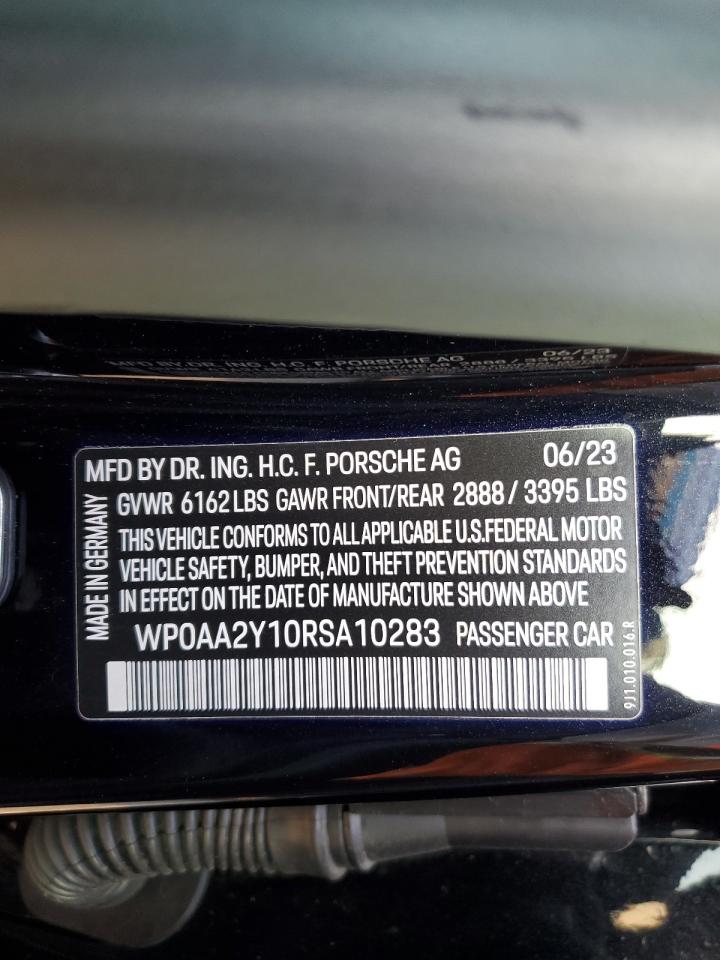 MFD BY DR. ING. H.C. F. PORSCHE AG 06/23
GVWR 6162 LBS GAWR FRONT/REAR 2888 / 3395 LBS
MADE IN GERMANY
THIS VEHICLE CONFORMS TO ALL APPLICABLE U.S.FEDERAL MOTOR
VEHICLE SAFETY, BUMPER, AND THEFT PREVENTION STANDARDS
IN EFFECT ON THE DATE OF MANUFACTURE SHOWN ABOVE
WP0AA2Y10RSA10283 PASSENGER CAR
9J1.010.016.R